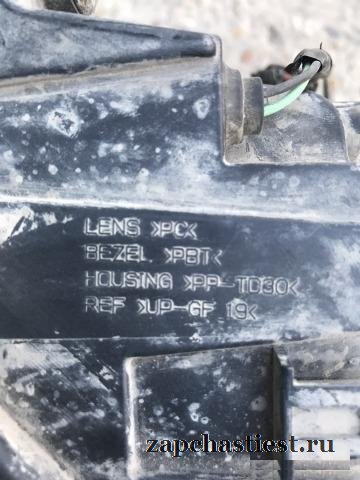 LENS >PC<
BEZEL >PBT<
HOUSING >PP-TD30<
REF >UP-GF 19<
zapchastiest.ru